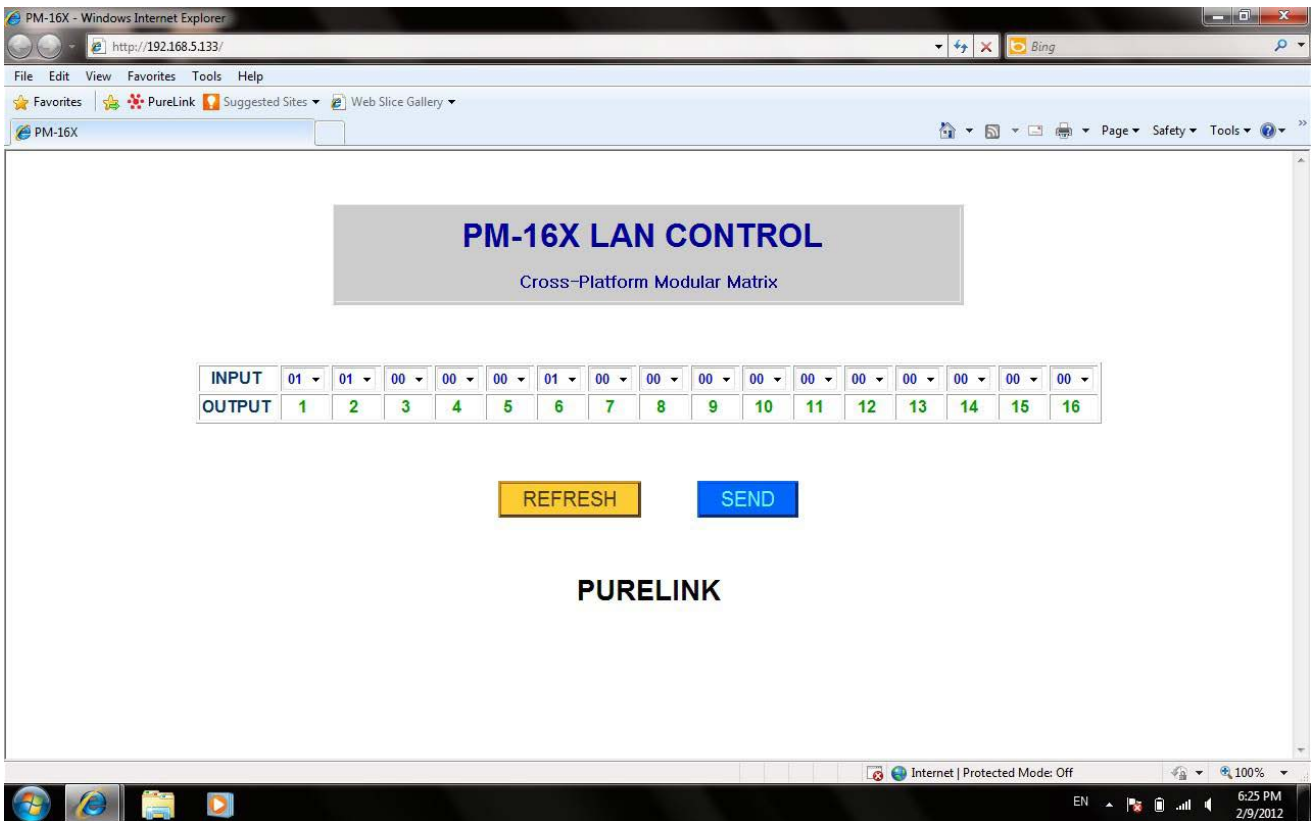 PM-16X - Windows Internet Explorer
http://192.168.5.133/
Bing
File Edit View Favorites Tools Help
Favorites PureLink Suggested Sites Web Slice Gallery
PM-16X Page Safety Tools
PM-16X LAN CONTROL
Cross-Platform Modular Matrix
INPUT 01 01 00 00 00 01 00 00 00 00 00 00 00 00 00 00
OUTPUT 1 2 3 4 5 6 7 8 9 10 11 12 13 14 15 16
REFRESH SEND
PURELINK
Internet | Protected Mode: Off 100%
EN 6:25 PM
2/9/2012